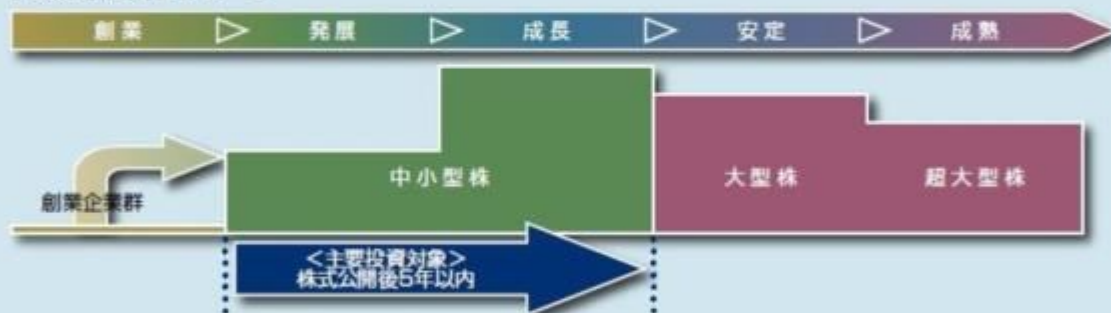 創業 ▷ 発展 ▷ 成長 ▷ 安定 ▷ 成熟
中小型株
大型株
超大型株
創業企業群
<主要投資対象>
株式公開後5年以内